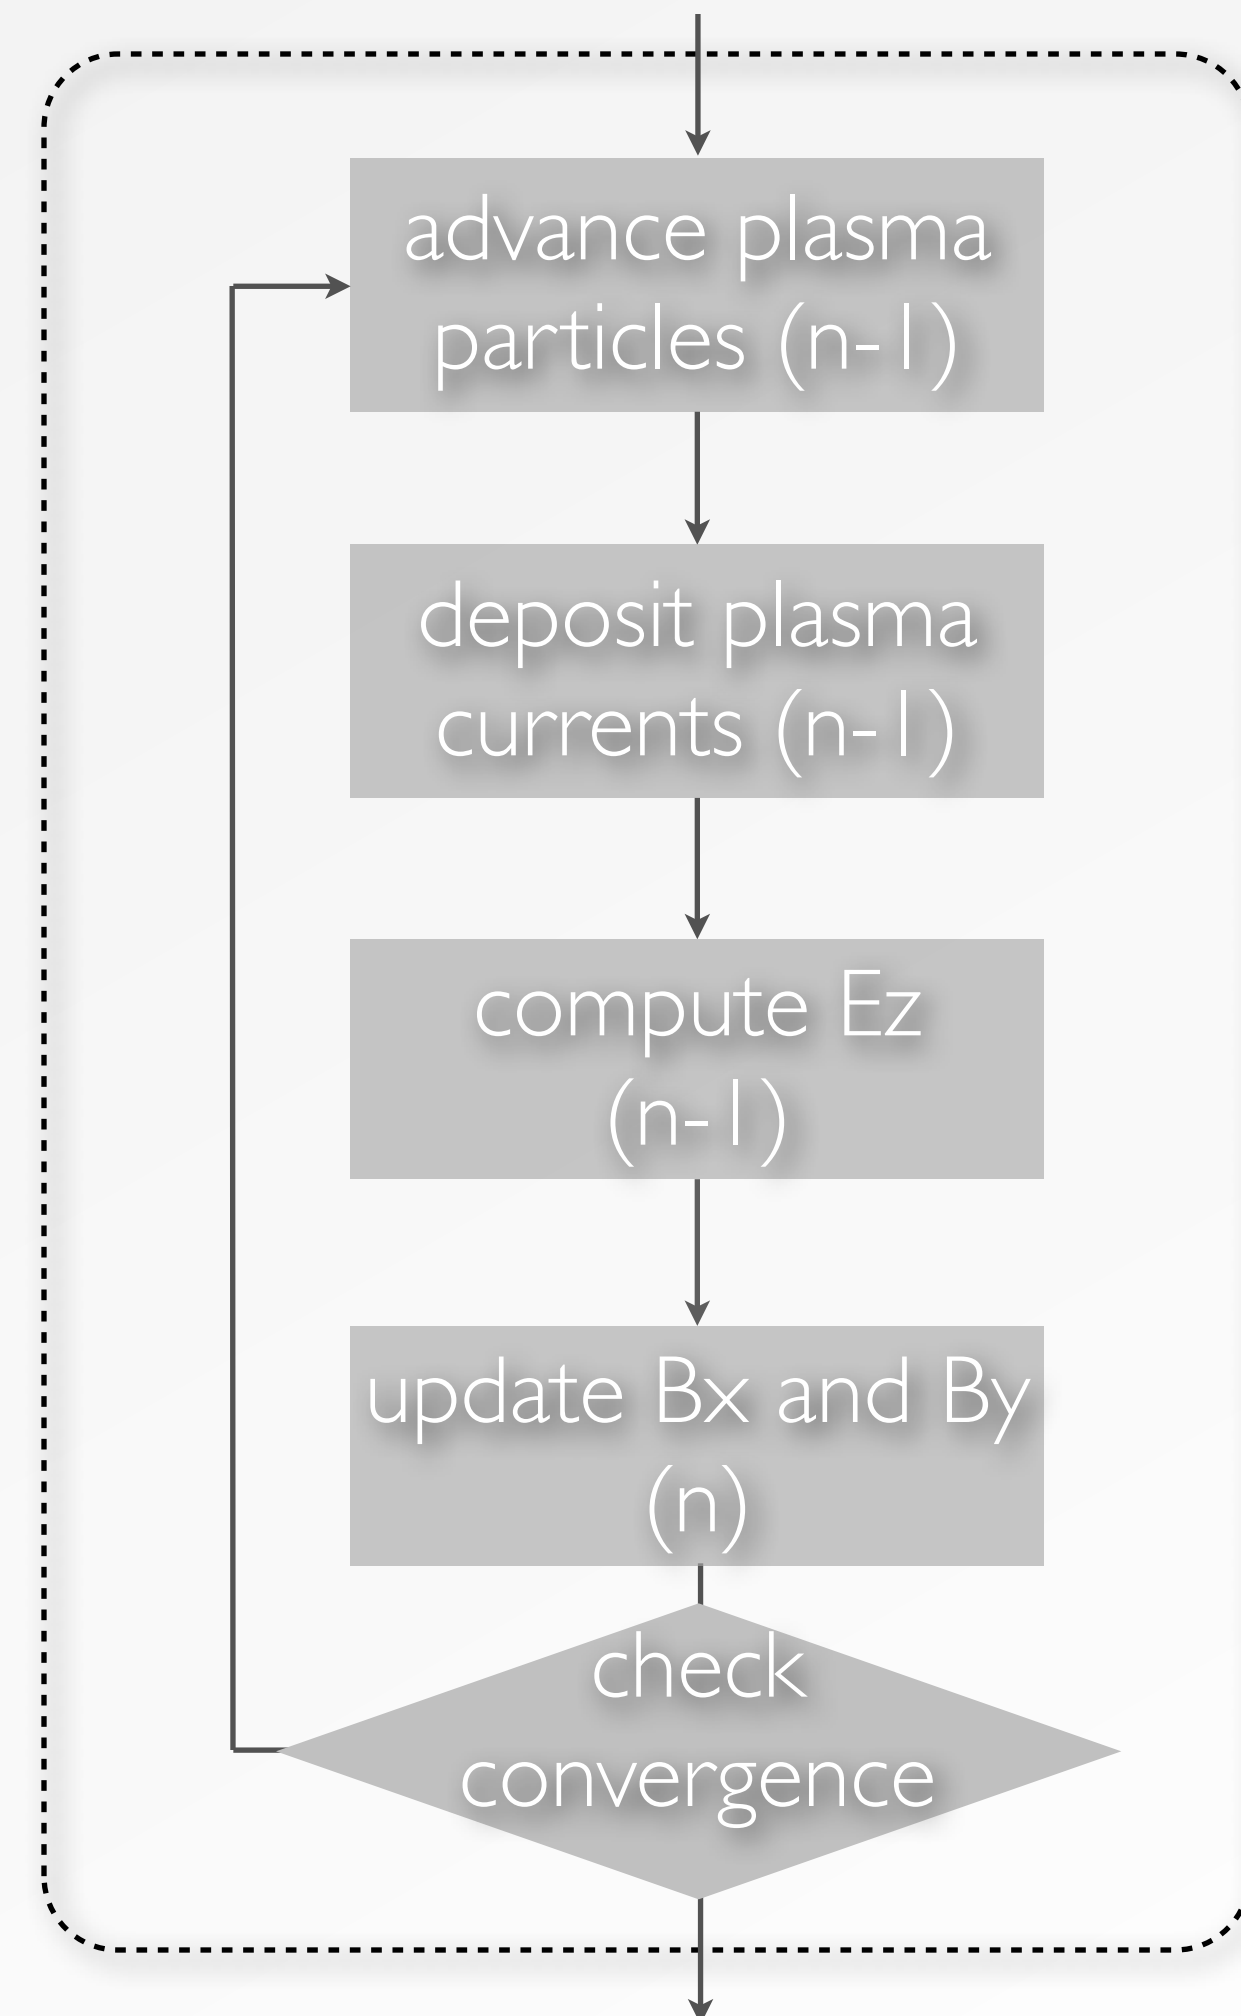 advance plasma
particles (n-1)
deposit plasma
currents (n-1)
compute Ez
(n-1)
update Bx and By
(n)
check
convergence